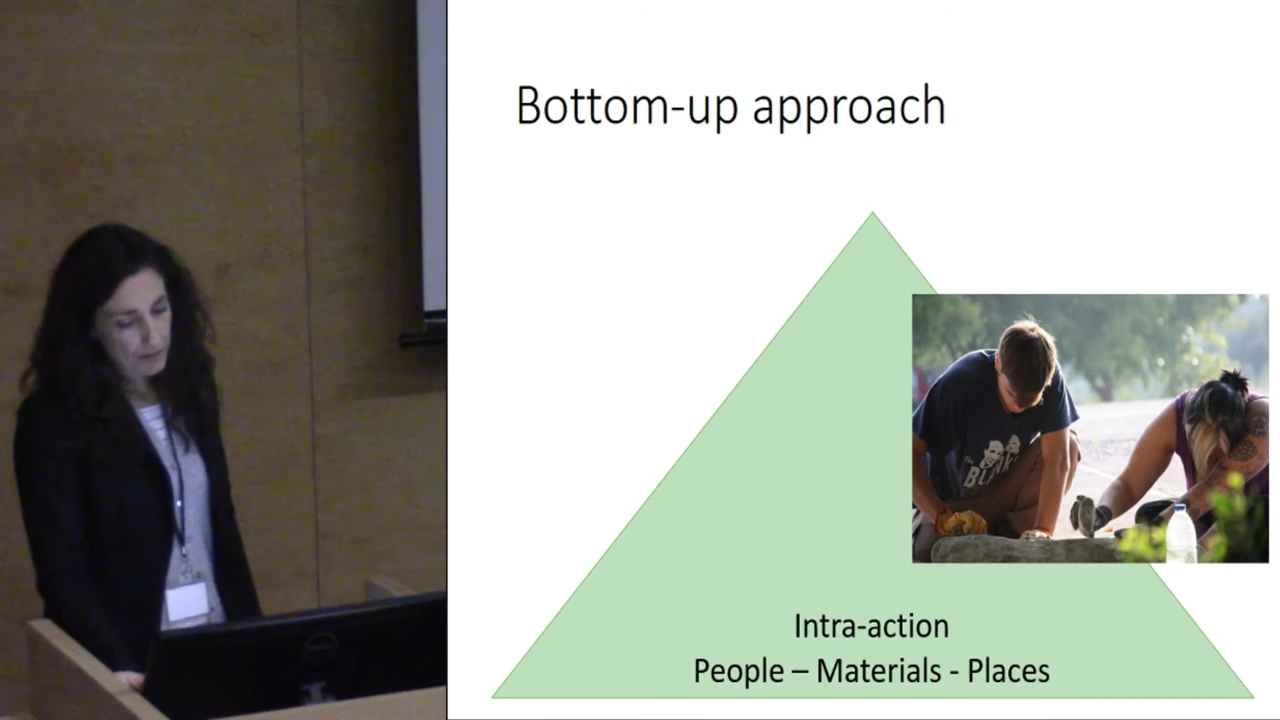 Bottom-up approach
Intra-action
People – Materials - Places